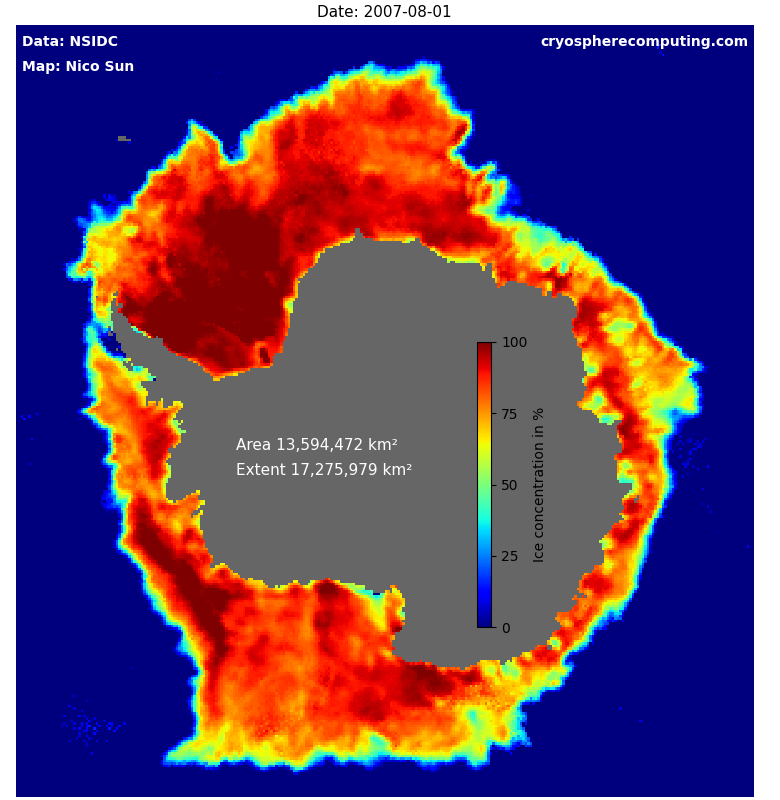 Date: 2007-08-01
Data: NSIDC
cryospherecomputing.com
Map: Nico Sun
100
75
50
25
0
Ice concentration in %
Area 13,594,472 km²
Extent 17,275,979 km²